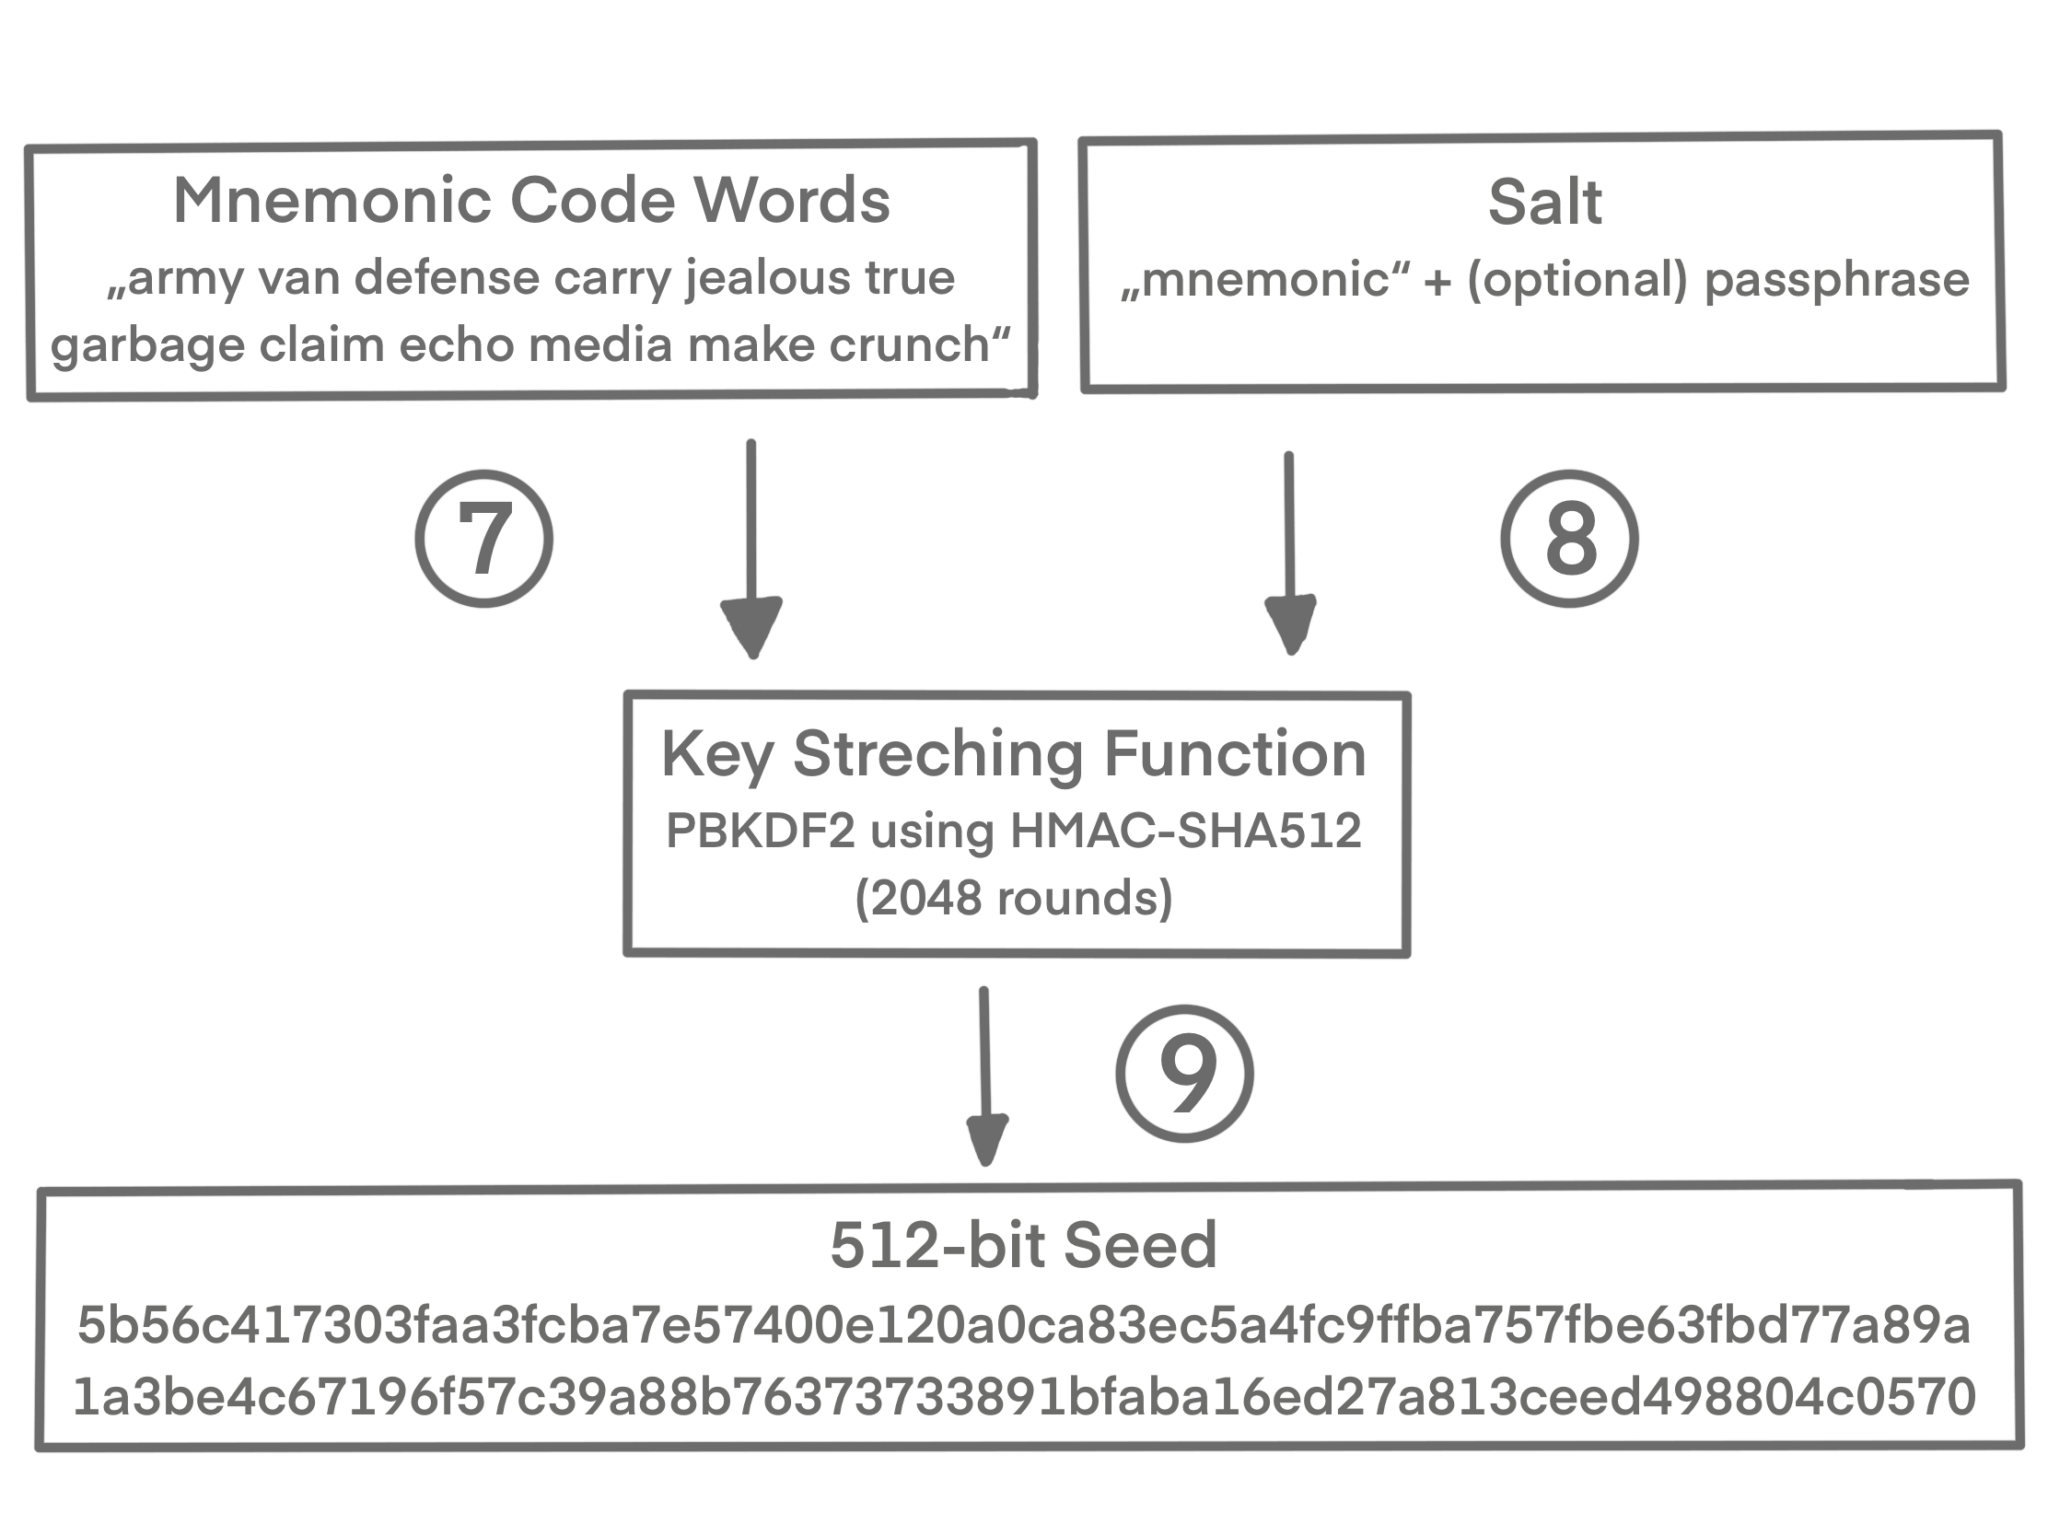 Mnemonic Code Words
„army van defense carry jealous true
garbage claim echo media make crunch“
Salt
„mnemonic“ + (optional) passphrase
7
8
Key Streching Function
PBKDF2 using HMAC-SHA512
(2048 rounds)
9
512-bit Seed
5b56c417303faa3fcba7e57400e120a0ca83ec5a4fc9ffba757fbe63fbd77a89a
1a3be4c67196f57c39a88b76373733891bfaba16ed27a813ceed498804c0570